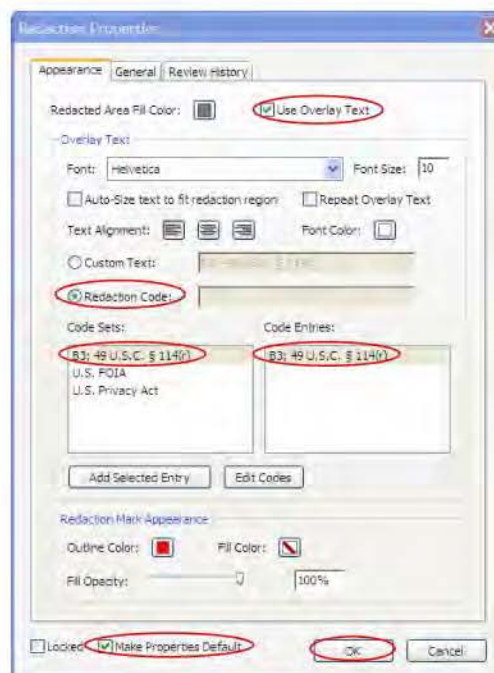 Redaction Properties
Appearance General Review History
Redacted Area Fill Color: Use Overlay Text
Overlay Text
Font: Helvetica Font Size: 10
Auto-Size text to fit redaction region Repeat Overlay Text
Text Alignment: Font Color:
Custom Text:
Redaction Code:
Code Sets: Code Entries:
B3: 49 U.S.C. § 114(r) B3: 49 U.S.C. § 114(r)
U.S. FOIA
U.S. Privacy Act
Add Selected Entry Edit Codes
Redaction Mark Appearance
Outline Color: Fill Color:
Fill Opacity: 100%
Locked Make Properties Default OK Cancel